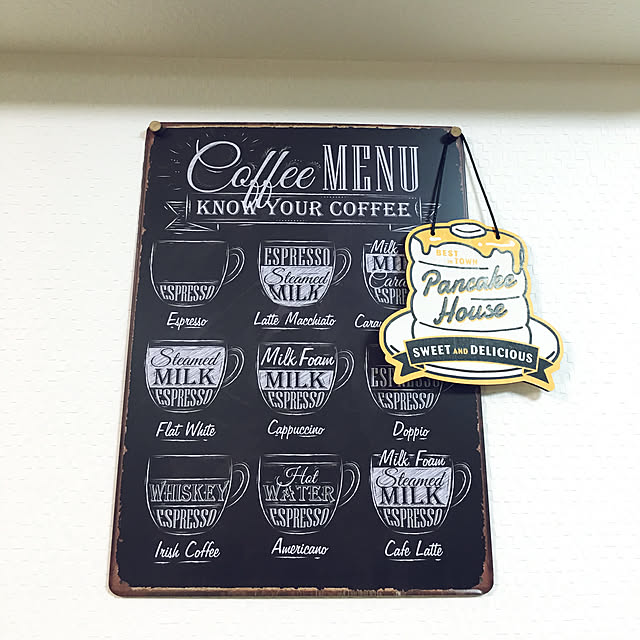 Coffee MENU
KNOW YOUR COFFEE
ESPRESSO
Espresso
ESPRESSO
Steamed
MILK
Latte Macchiato
Milk
ESPRESSO
Steamed
MILK
ESPRESSO
Flat White
Milk Foam
MILK
ESPRESSO
Cappuccino
ESPRESSO
ESPRESSO
Doppio
WHISKEY
ESPRESSO
Irish Coffee
Hot
WATER
ESPRESSO
Americano
Milk Foam
Steamed
MILK
ESPRESSO
Cafe Latte
BEST
IN TOWN
Pancake
House
SWEET AND DELICIOUS